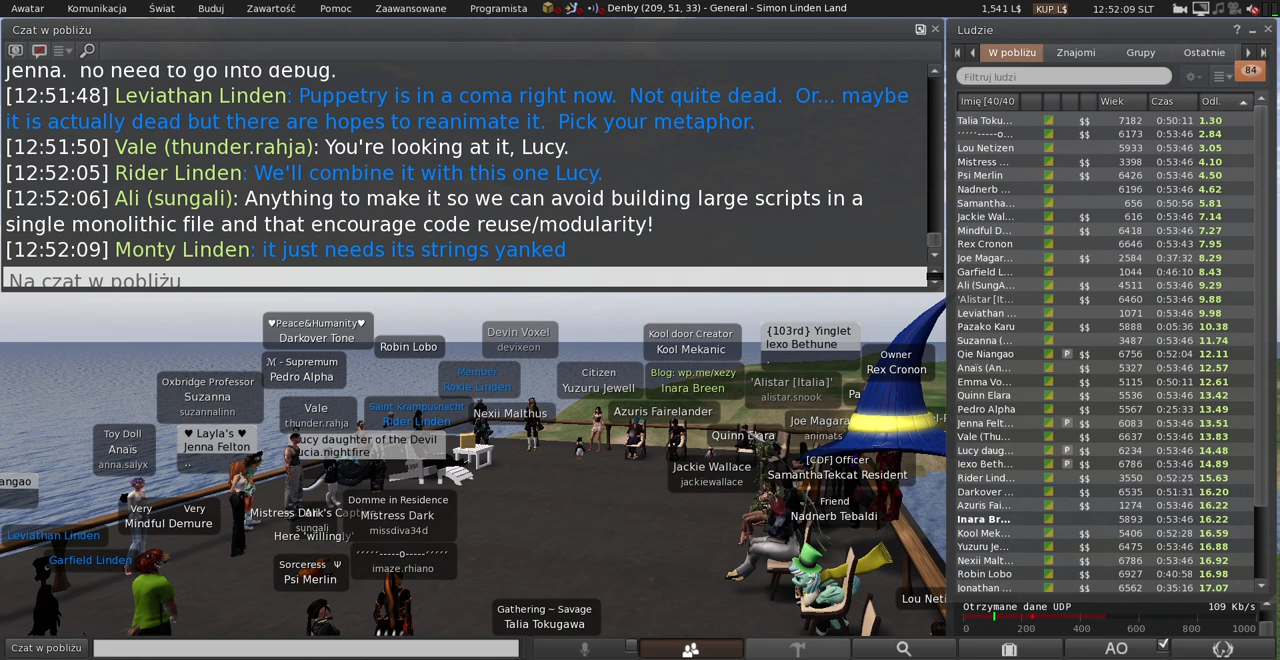 Awatar Komunikacja Świat Buduj Zawartość Pomoc Zaawansowane Programista Denby (209, 51, 33) - General - Simon Linden Land 1,541 L$ KUP L$ 12:52:09 SLT
Czat w pobliżu
jenna. no need to go into debug.
[12:51:48] Leviathan Linden: Puppetry is in a coma right now. Not quite dead. Or... maybe
it is actually dead but there are hopes to reanimate it. Pick your metaphor.
[12:51:50] Vale (thunder.rahja): You're looking at it, Lucy.
[12:52:05] Rider Linden: We'll combine it with this one Lucy.
[12:52:06] Ali (sungali): Anything to make it so we can avoid building large scripts in a
single monolithic file and that encourage code reuse/modularity!
[12:52:09] Monty Linden: it just needs its strings yanked
Na czat w pobliżu
♥Peace&Humanity♥
Darkover Tone
Robin Lobo
Devin Voxel
devixeon
Kool door Creator
Kool Mekanic
{103rd} Yinglet
Iexo Bethune
Owner
Rex Cronon
ℳ - Supremum
Pedro Alpha
Oxbridge Professor
Suzanna
suzannalinn
Member
Roxie Linden
Citizen
Yuzuru Jewell
Blog: wp.me/xezy
Inara Breen
'Alistar [Italia]'
alistar.snook
Pa
Vale
thunder.rahja
Saint Krampusnacht
Rider Linden
Nexii Malthus
Azuris Fairelander
Joe Magara
animats
Toy Doll
Anais
anna.salyx
♥ Layla's ♥
Jenna Felton
..
Lucy daughter of the Devil
lucia.nightfire
Quinn Elara
Jackie Wallace
jackiewallace
[CDF] Officer
SamanthaTekcat Resident
angao
Very Very
Mindful Demure
Mistress Dark's Capt
sungali
Here 'willingly'
Domme in Residence
Mistress Dark
missdiva34d
Friend
Nadnerb Tebaldi
Leviathan Linden
Garfield Linden
Sorceress Ψ
Psi Merlin
´´´´´-----o-----´´´´´
imaze.rhiano
Gathering ~ Savage
Talia Tokugawa
Lou Neti
Czat w pobliżu
AO
Ludzie
W pobliżu Znajomi Grupy Ostatnie
Filtruj ludzi
84
Imię [40/40 Wiek Czas Odl.
Talia Toku... $$ 7182 0:50:11 1.30
´´´´´-----o... $$ 6173 0:53:46 2.84
Lou Netizen 5933 0:53:46 3.05
Mistress ... $$ 3398 0:53:46 4.10
Psi Merlin $$ 6426 0:53:46 4.50
Nadnerb ... 6196 0:53:46 4.62
Samantha... 656 0:50:56 5.81
Jackie Wal... $$ 616 0:53:46 7.14
Mindful D... $$ 6418 0:53:46 7.27
Rex Cronon 6646 0:53:43 7.95
Joe Magar... $$ 2584 0:37:32 8.29
Garfield L... 1044 0:46:10 8.43
Ali (SungA... $$ 4511 0:53:46 9.29
'Alistar [It... $$ 6460 0:53:46 9.88
Leviathan ... 1071 0:53:46 9.98
Pazako Karu $$ 5888 0:05:36 10.38
Suzanna (... 3487 0:53:46 11.74
Qie Niangao P $$ 6756 0:52:04 12.11
Anais (An... $$ 5327 0:53:46 12.57
Emma Vo... $$ 5115 0:50:11 12.61
Quinn Elara $$ 5536 0:53:46 13.42
Pedro Alpha $$ 5567 0:25:33 13.49
Jenna Felt... P $$ 6083 0:53:46 13.51
Vale (Thu... $$ 6637 0:53:46 13.83
Lucy daug... P $$ 6234 0:53:46 14.48
Iexo Beth... P $$ 6786 0:53:46 14.89
Rider Lind... $$ 3550 0:52:25 15.63
Darkover ... $$ 6535 0:51:31 16.20
Azuris Fai... $$ 1274 0:53:46 16.22
Inara Br... 5893 0:53:46 16.22
Kool Mek... $$ 5406 0:52:28 16.59
Yuzuru Je... $$ 6475 0:53:46 16.88
Nexii Malt... $$ 6786 0:53:46 16.92
Robin Lobo $$ 6927 0:40:58 16.98
Jonathan ... $$ 6562 0:35:16 17.07
Otrzymane dane UDP 109 Kb/s
0 200 400 600 800 1000